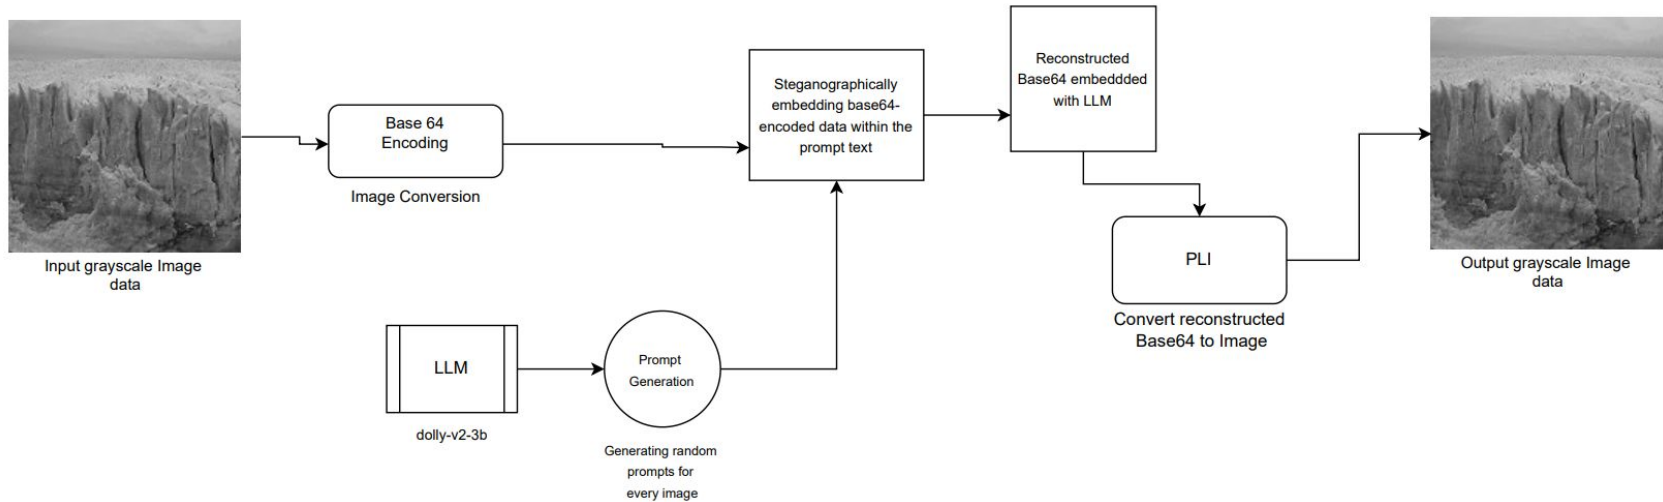 Input grayscale Image
data
Base 64
Encoding
Image Conversion
LLM
dolly-v2-3b
Prompt
Generation
Generating random
prompts for
every image
Steganographically
embedding base64-
encoded data within the
prompt text
Reconstructed
Base64 embeddded
with LLM
PLI
Convert reconstructed
Base64 to Image
Output grayscale Image
data